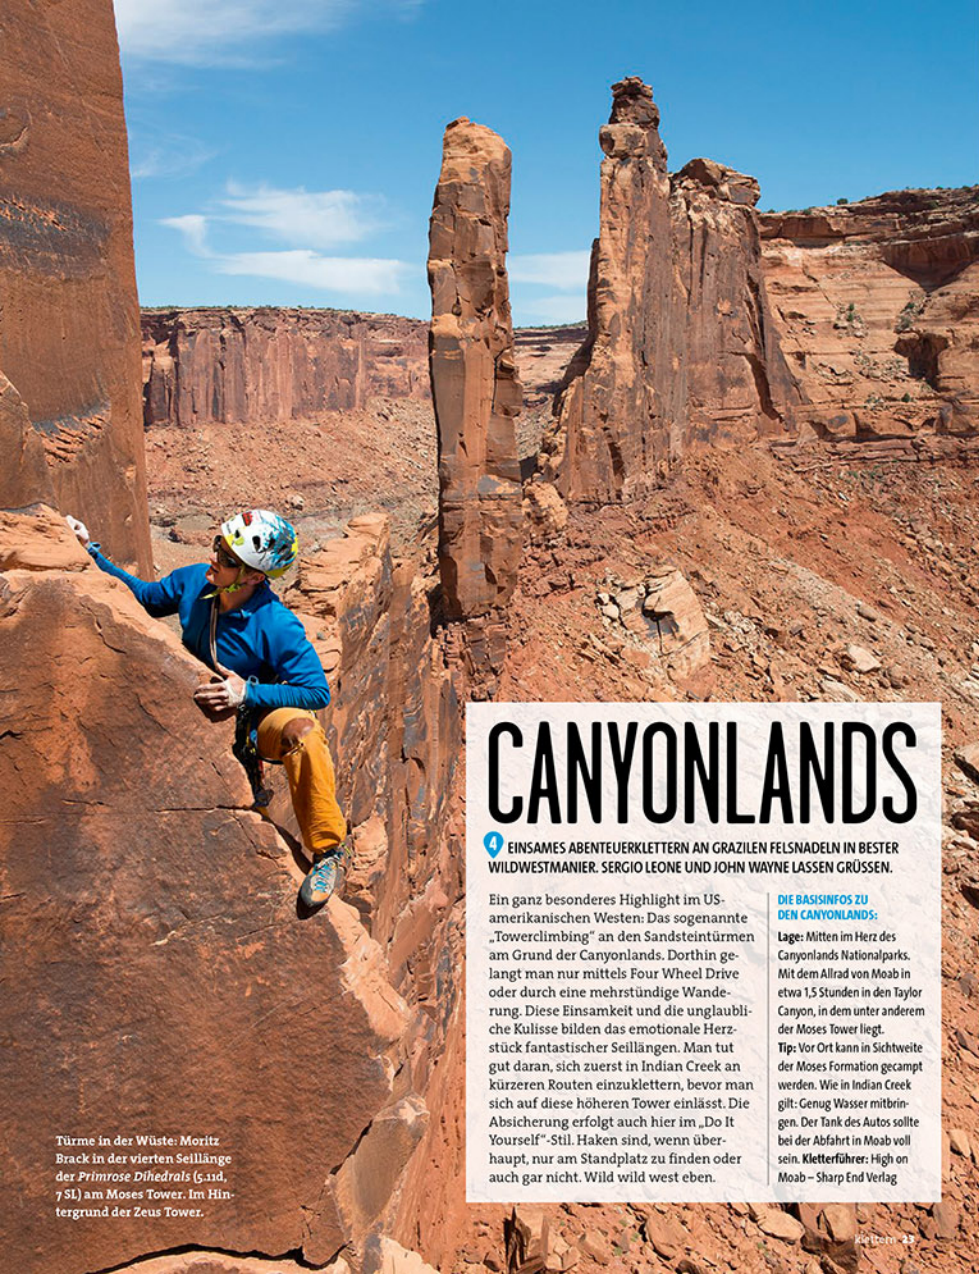 CANYONLANDS
4 EINSAMES ABENTEUERKLETTERN AN GRAZILEN FELSNADELN IN BESTER
WILDWESTMANIER. SERGIO LEONE UND JOHN WAYNE LASSEN GRÜSSEN.
Ein ganz besonderes Highlight im US-
amerikanischen Westen: Das sogenannte
„Towerclimbing“ an den Sandsteintürmen
am Grund der Canyonlands. Dorthin ge-
langt man nur mittels Four Wheel Drive
oder durch eine mehrstündige Wande-
rung. Diese Einsamkeit und die unglaubli-
che Kulisse bilden das emotionale Herz-
stück fantastischer Seillängen. Man tut
gut daran, sich zuerst in Indian Creek an
kürzeren Routen einzuklettern, bevor man
sich auf diese höheren Tower einlässt. Die
Absicherung erfolgt auch hier im „Do It
Yourself“-Stil. Haken sind, wenn über-
haupt, nur am Standplatz zu finden oder
auch gar nicht. Wild wild west eben.
DIE BASISINFOS ZU
DEN CANYONLANDS:
Lage: Mitten im Herz des
Canyonlands Nationalparks.
Mit dem Allrad von Moab in
etwa 1,5 Stunden in den Taylor
Canyon, in dem unter anderem
der Moses Tower liegt.
Tip: Vor Ort kann in Sichtweite
der Moses Formation gecampt
werden. Wie in Indian Creek
gilt: Genug Wasser mitbrin-
gen. Der Tank des Autos sollte
bei der Abfahrt in Moab voll
sein. Kletterführer: High on
Moab – Sharp End Verlag
Türme in der Wüste: Moritz
Brack in der vierten Seillänge
der Primrose Dihedrals (5.11d,
7 SL) am Moses Tower. Im Hin-
tergrund der Zeus Tower.
klettern 23